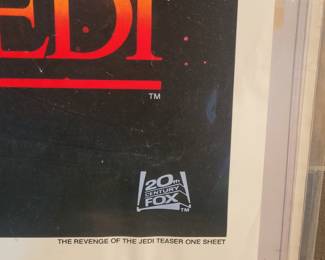 EDI
TM
20th
CENTURY
FOX
TM
THE REVENGE OF THE JEDI TEASER ONE SHEET